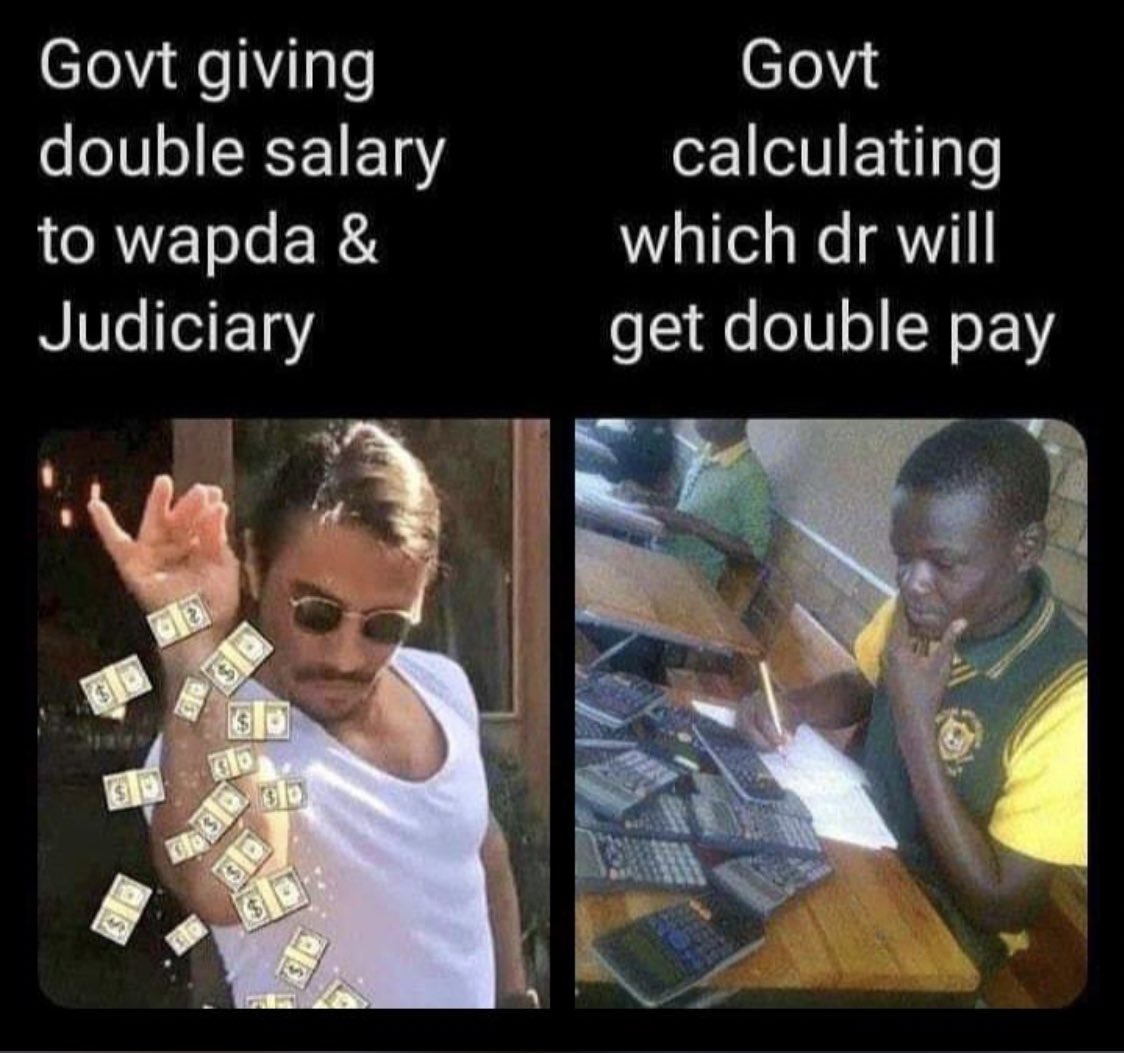 Govt giving
double salary
to wapda &
Judiciary
Govt
calculating
which dr will
get double pay